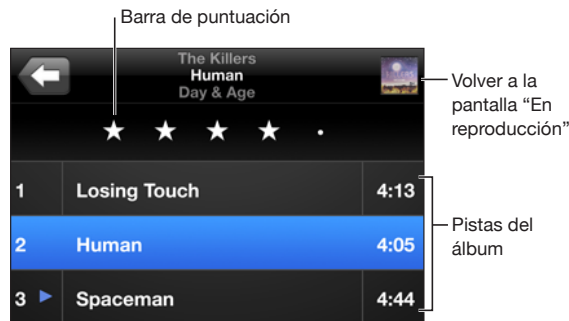 Barra de puntuación
The Killers
Human
Day & Age
Volver a la
pantalla “En
reproducción”
1 Losing Touch 4:13
2 Human 4:05
3 Spaceman 4:44
Pistas del
álbum